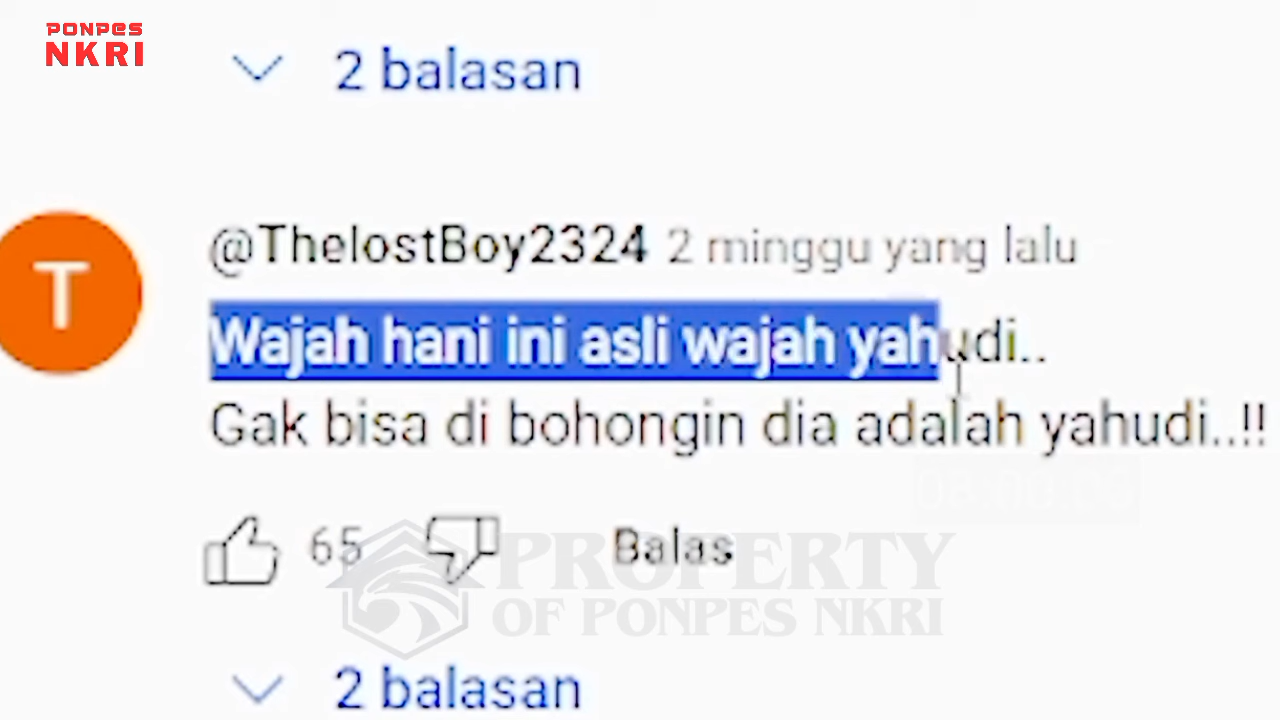 PONPES
NKRI
2 balasan
T
@ThelostBoy2324 2 minggu yang lalu
Wajah hani ini asli wajah yahudi..
Gak bisa di bohongin dia adalah yahudi..!!
65 Balas
PROPERTY
OF PONPES NKRI
2 balasan